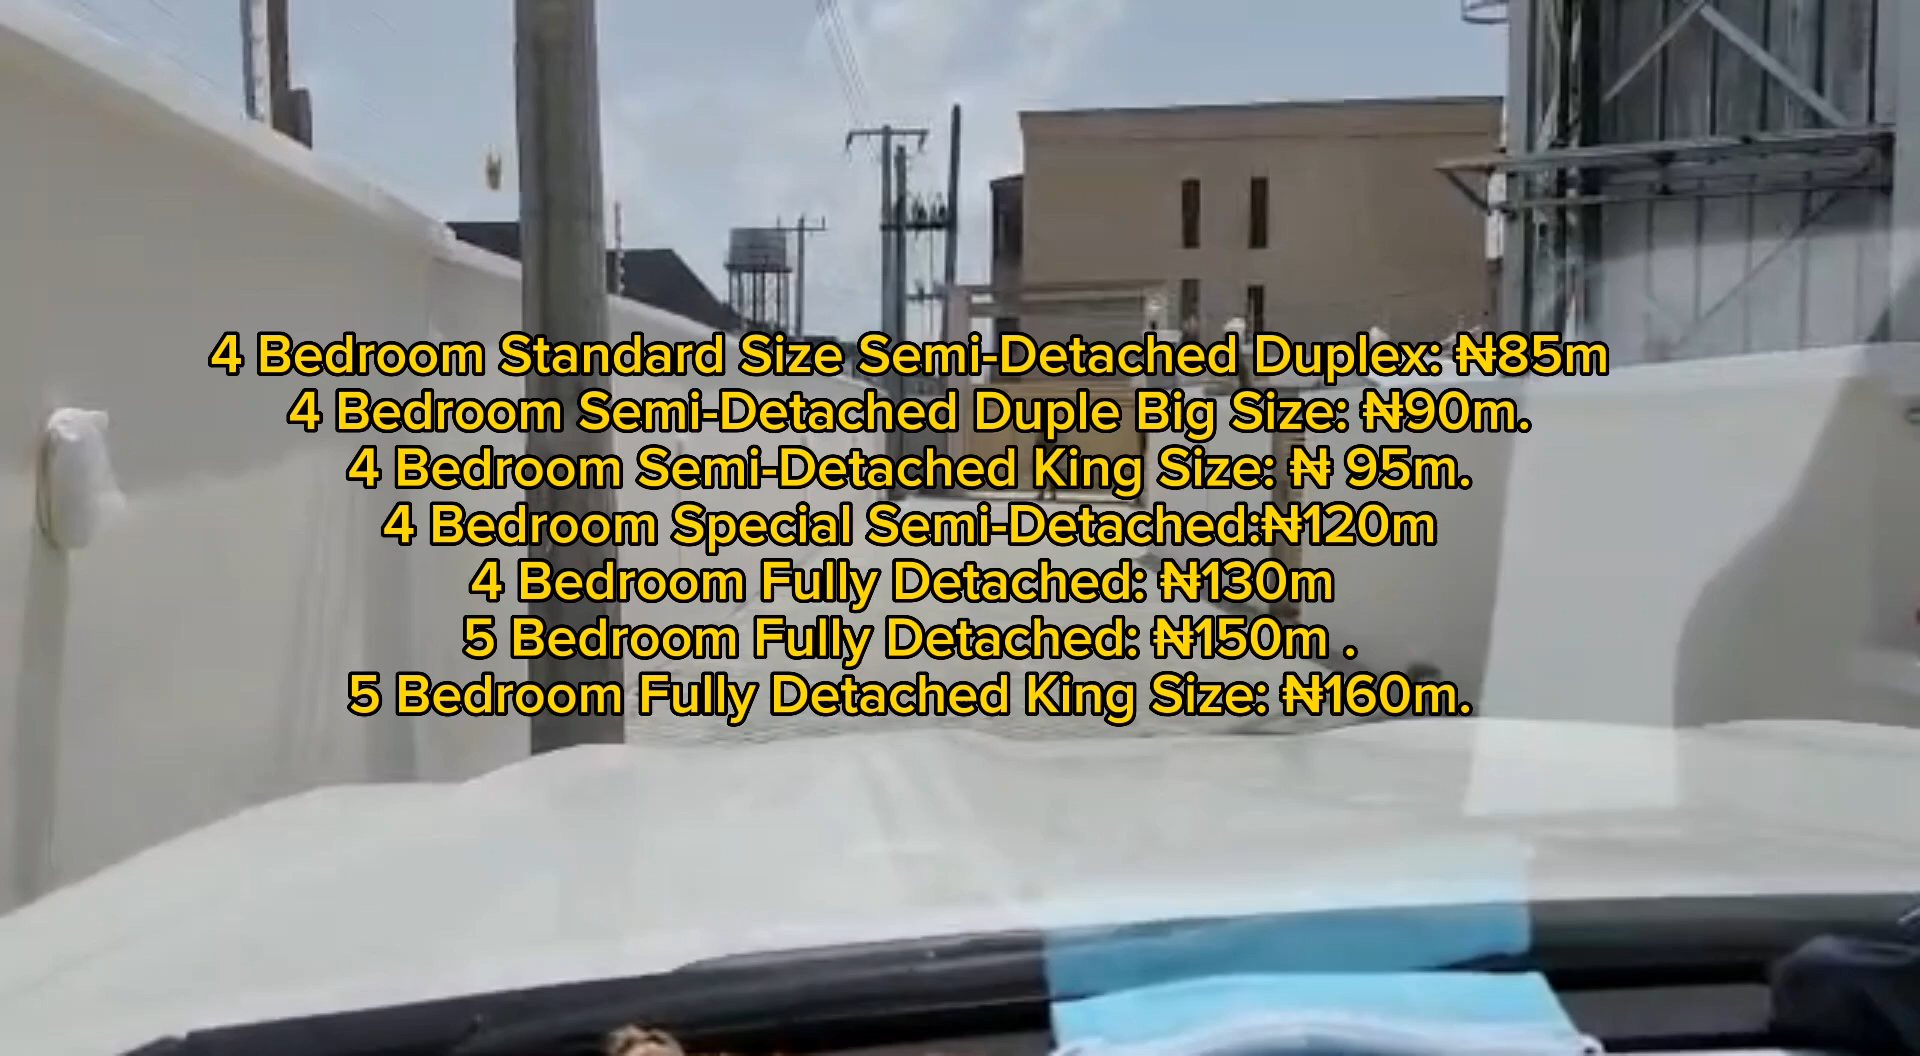 4 Bedroom Standard Size Semi-Detached Duplex: ₦85m
4 Bedroom Semi-Detached Duple Big Size: ₦90m.
4 Bedroom Semi-Detached King Size: ₦ 95m.
4 Bedroom Special Semi-Detached:₦120m
4 Bedroom Fully Detached: ₦130m
5 Bedroom Fully Detached: ₦150m .
5 Bedroom Fully Detached King Size: ₦160m.